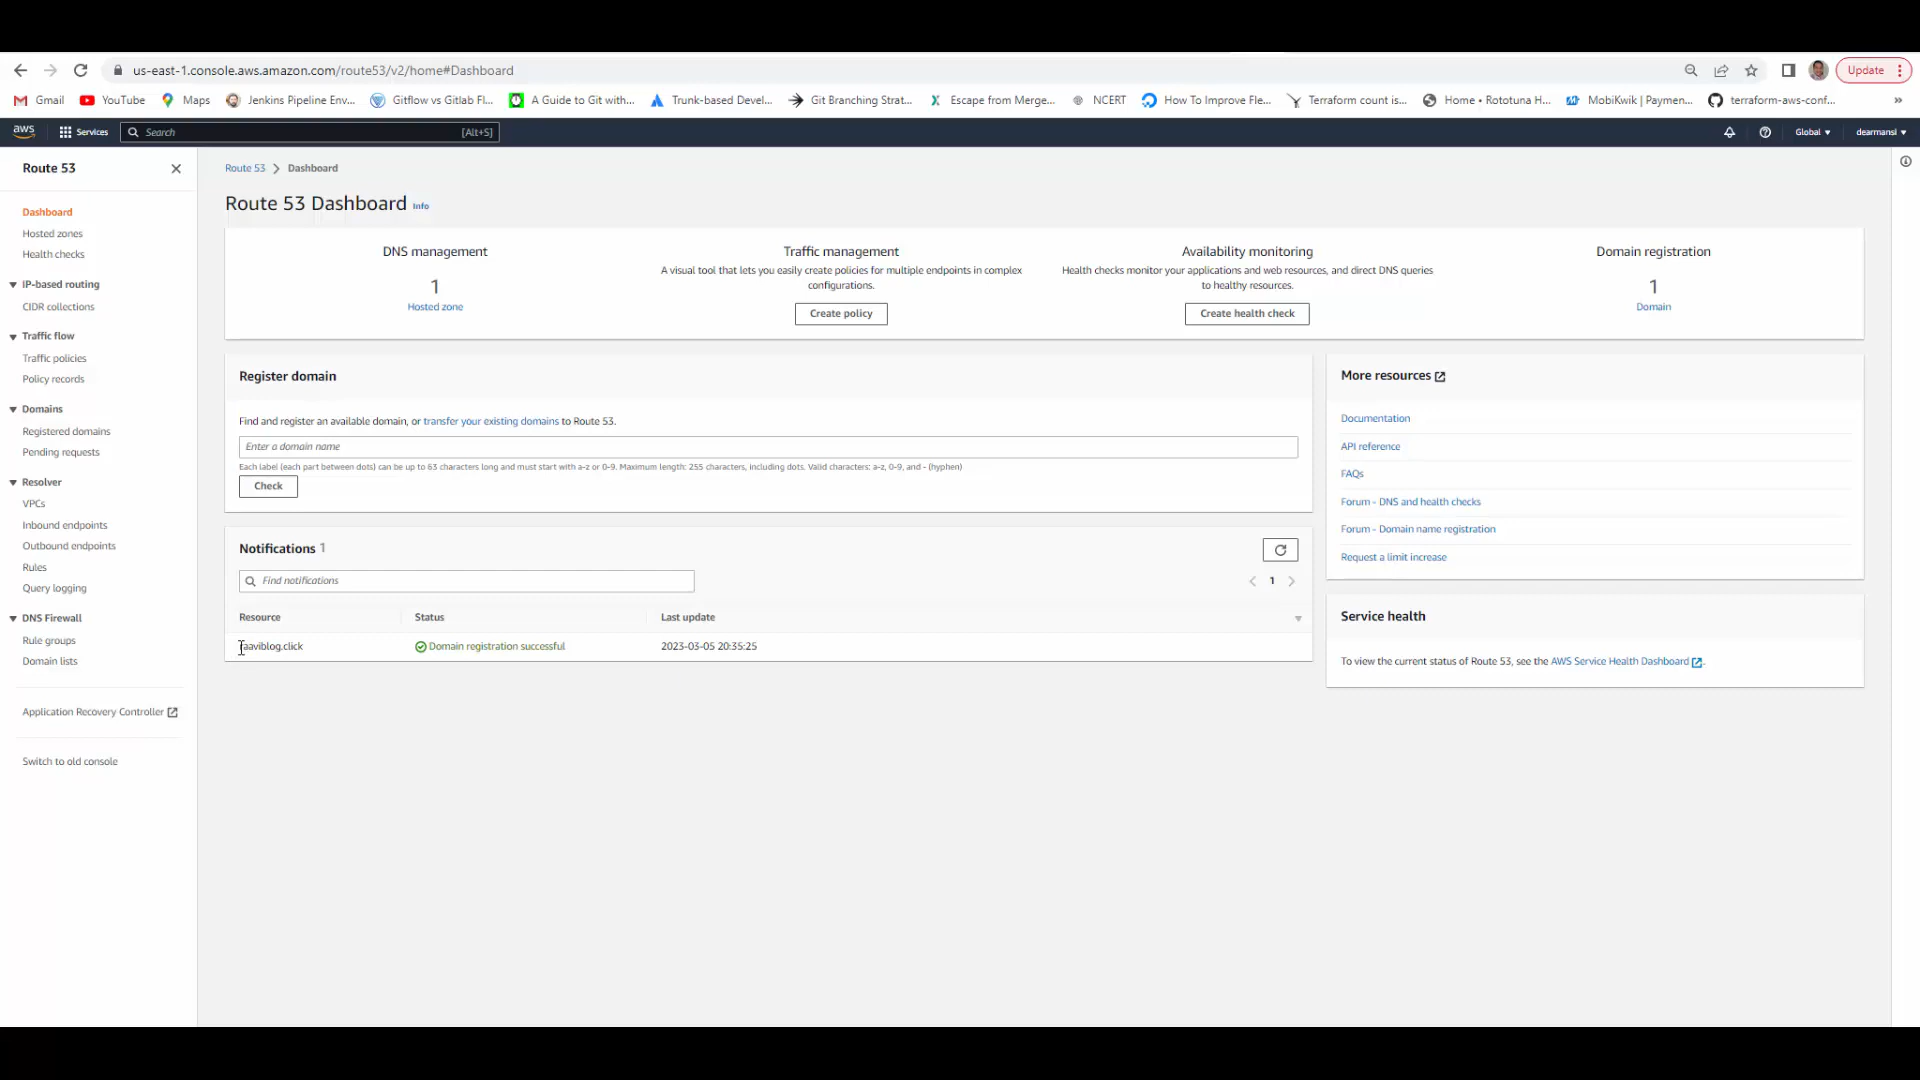 us-east-1.console.aws.amazon.com/route53/v2/home#Dashboard
Update
Gmail YouTube Maps Jenkins Pipeline Env... Gitflow vs Gitlab Fl... A Guide to Git with... Trunk-based Devel... Git Branching Strat... Escape from Merge... NCERT How To Improve Fle... Terraform count is... Home • Rototuna H... MobiKwik | Paymen... terraform-aws-conf... »
aws Services Search [Alt+S] Global dearmansi
Route 53
Dashboard
Hosted zones
Health checks
IP-based routing
CIDR collections
Traffic flow
Traffic policies
Policy records
Domains
Registered domains
Pending requests
Resolver
VPCs
Inbound endpoints
Outbound endpoints
Rules
Query logging
DNS Firewall
Rule groups
Domain lists
Application Recovery Controller
Switch to old console
Route 53 > Dashboard
Route 53 Dashboard Info
DNS management
1
Hosted zone
Traffic management
A visual tool that lets you easily create policies for multiple endpoints in complex
configurations.
Create policy
Availability monitoring
Health checks monitor your applications and web resources, and direct DNS queries
to healthy resources.
Create health check
Domain registration
1
Domain
Register domain
Find and register an available domain, or transfer your existing domains to Route 53.
Enter a domain name
Each label (each part between dots) can be up to 63 characters long and must start with a-z or 0-9. Maximum length: 255 characters, including dots. Valid characters: a-z, 0-9, and - (hyphen)
Check
Notifications 1
Find notifications
1
Resource Status Last update
Domain registration successful 2023-03-05 20:35:25
More resources
Documentation
API reference
FAQs
Forum - DNS and health checks
Forum - Domain name registration
Request a limit increase
Service health
To view the current status of Route 53, see the AWS Service Health Dashboard.